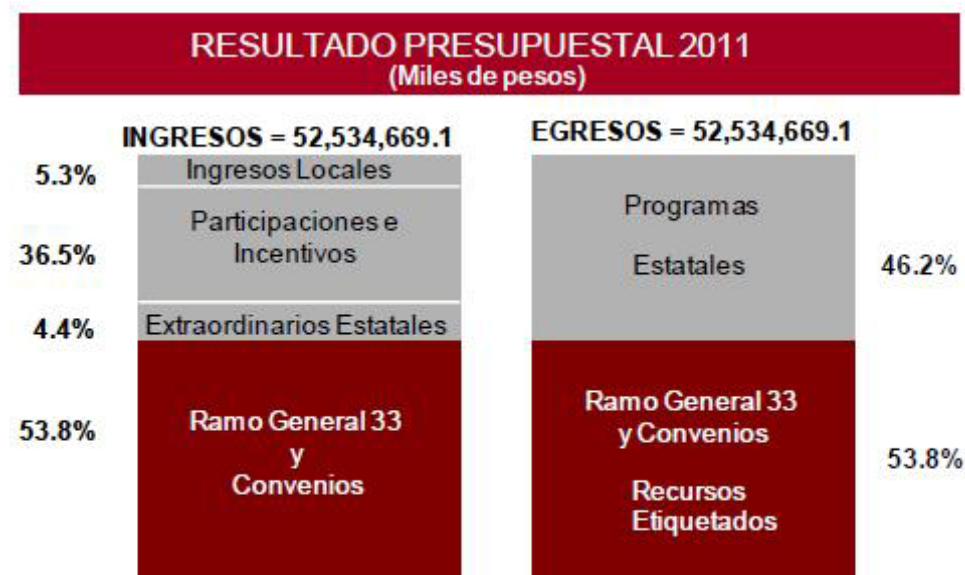 RESULTADO PRESUPUESTAL 2011
(Miles de pesos)
INGRESOS = 52,534,669.1
5.3%
Ingresos Locales
36.5%
Participaciones e
Incentivos
4.4%
Extraordinarios Estatales
53.8%
Ramo General 33
y
Convenios
EGRESOS = 52,534,669.1
Programas
Estatales
46.2%
Ramo General 33
y Convenios
Recursos
Etiquetados
53.8%